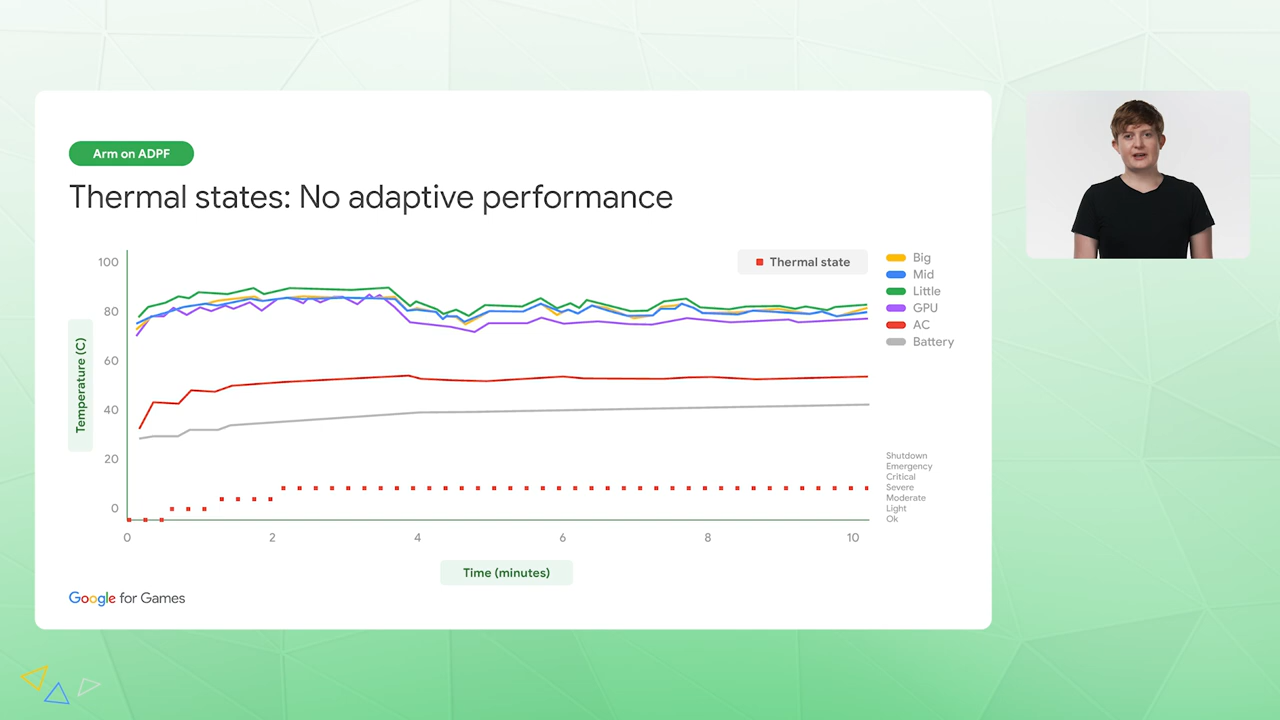 Arm on ADPF
Thermal states: No adaptive performance
Thermal state
Big
Mid
Little
GPU
AC
Battery
Temperature (C)
100
80
60
40
20
0
Shutdown
Emergency
Critical
Severe
Moderate
Light
Ok
0 2 4 6 8 10
Time (minutes)
Google for Games